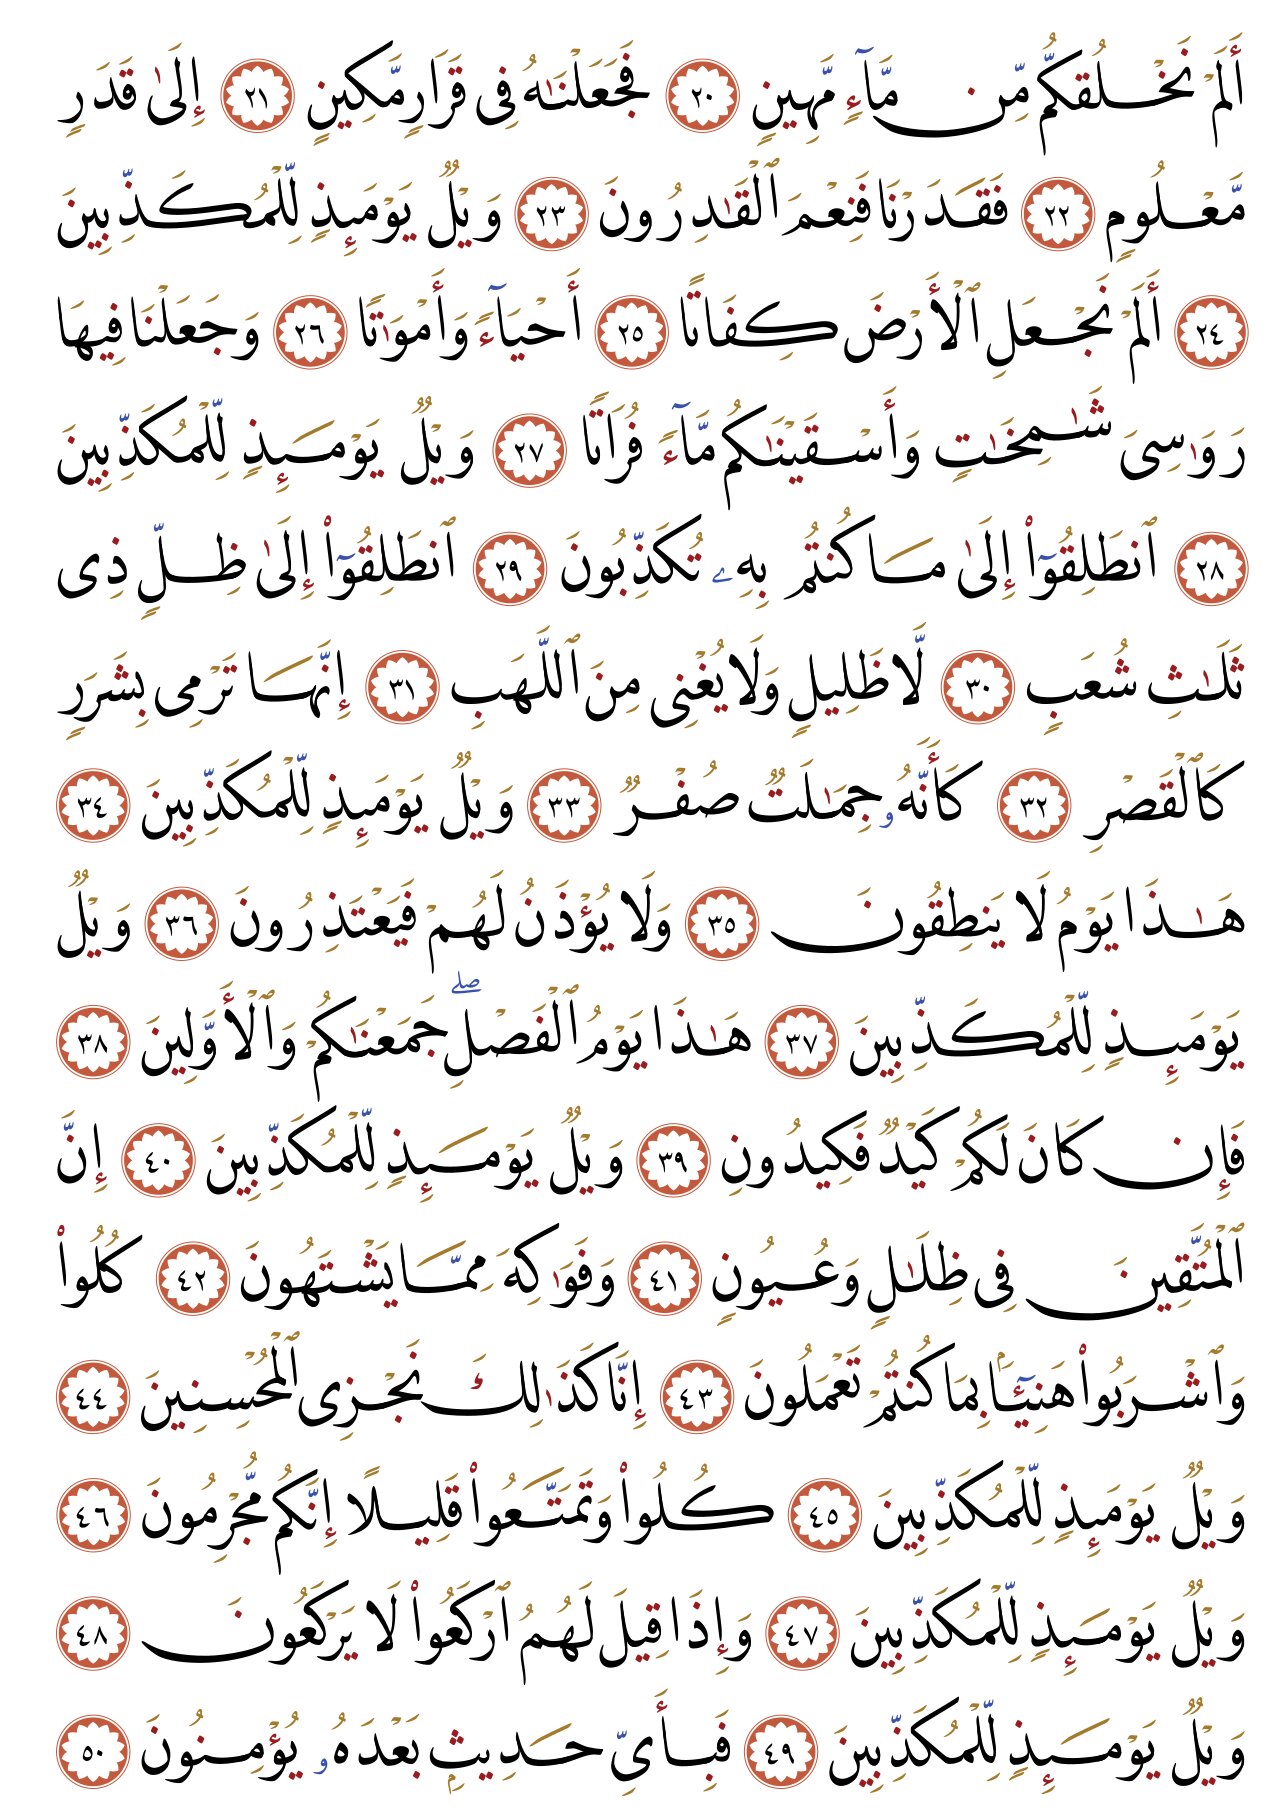 أَلَمْ نَخْلُقكُّم مِّن مَّآءٍ مَّهِينٍ ٢٠ فَجَعَلْنَٰهُ فِى قَرَارٍ مَّكِينٍ ٢١ إِلَىٰ قَدَرٍ
مَّعْلُومٍ ٢٢ فَقَدَرْنَا فَنِعْمَ ٱلْقَٰدِرُونَ ٢٣ وَيْلٌ يَوْمَئِذٍ لِّلْمُكَذِّبِينَ
٢٤ أَلَمْ نَجْعَلِ ٱلْأَرْضَ كِفَاتًا ٢٥ أَحْيَآءً وَأَمْوَٰتًا ٢٦ وَجَعَلْنَا فِيهَا
رَوَٰسِىَ شَٰمِخَٰتٍ وَأَسْقَيْنَٰكُم مَّآءً فُرَاتًا ٢٧ وَيْلٌ يَوْمَئِذٍ لِّلْمُكَذِّبِينَ
٢٨ ٱنطَلِقُوٓا۟ إِلَىٰ مَا كُنتُم بِهِۦ تُكَذِّبُونَ ٢٩ ٱنطَلِقُوٓا۟ إِلَىٰ ظِلٍّ ذِى
ثَلَٰثِ شُعَبٍ ٣٠ لَّا ظَلِيلٍ وَلَا يُغْنِى مِنَ ٱللَّهَبِ ٣١ إِنَّهَا تَرْمِى بِشَرَرٍ
كَٱلْقَصْرِ ٣٢ كَأَنَّهُۥ جِمَٰلَتٌ صُفْرٌ ٣٣ وَيْلٌ يَوْمَئِذٍ لِّلْمُكَذِّبِينَ ٣٤
هَٰذَا يَوْمُ لَا يَنطِقُونَ ٣٥ وَلَا يُؤْذَنُ لَهُمْ فَيَعْتَذِرُونَ ٣٦ وَيْلٌ
يَوْمَئِذٍ لِّلْمُكَذِّبِينَ ٣٧ هَٰذَا يَوْمُ ٱلْفَصْلِ ۖ جَمَعْنَٰكُمْ وَٱلْأَوَّلِينَ ٣٨
فَإِن كَانَ لَكُمْ كَيْدٌ فَكِيدُونِ ٣٩ وَيْلٌ يَوْمَئِذٍ لِّلْمُكَذِّبِينَ ٤٠ إِنَّ
ٱلْمُتَّقِينَ فِى ظِلَٰلٍ وَعُيُونٍ ٤١ وَفَوَٰكِهَ مِمَّا يَشْتَهُونَ ٤٢ كُلُوا۟
وَٱشْرَبُوا۟ هَنِيٓـًٔۢا بِمَا كُنتُمْ تَعْمَلُونَ ٤٣ إِنَّا كَذَٰلِكَ نَجْزِى ٱلْمُحْسِنِينَ ٤٤
وَيْلٌ يَوْمَئِذٍ لِّلْمُكَذِّبِينَ ٤٥ كُلُوا۟ وَتَمَتَّعُوا۟ قَلِيلًا إِنَّكُم مُّجْرِمُونَ ٤٦
وَيْلٌ يَوْمَئِذٍ لِّلْمُكَذِّبِينَ ٤٧ وَإِذَا قِيلَ لَهُمُ ٱرْكَعُوا۟ لَا يَرْكَعُونَ ٤٨
وَيْلٌ يَوْمَئِذٍ لِّلْمُكَذِّبِينَ ٤٩ فَبِأَىِّ حَدِيثٍۭ بَعْدَهُۥ يُؤْمِنُونَ ٥٠